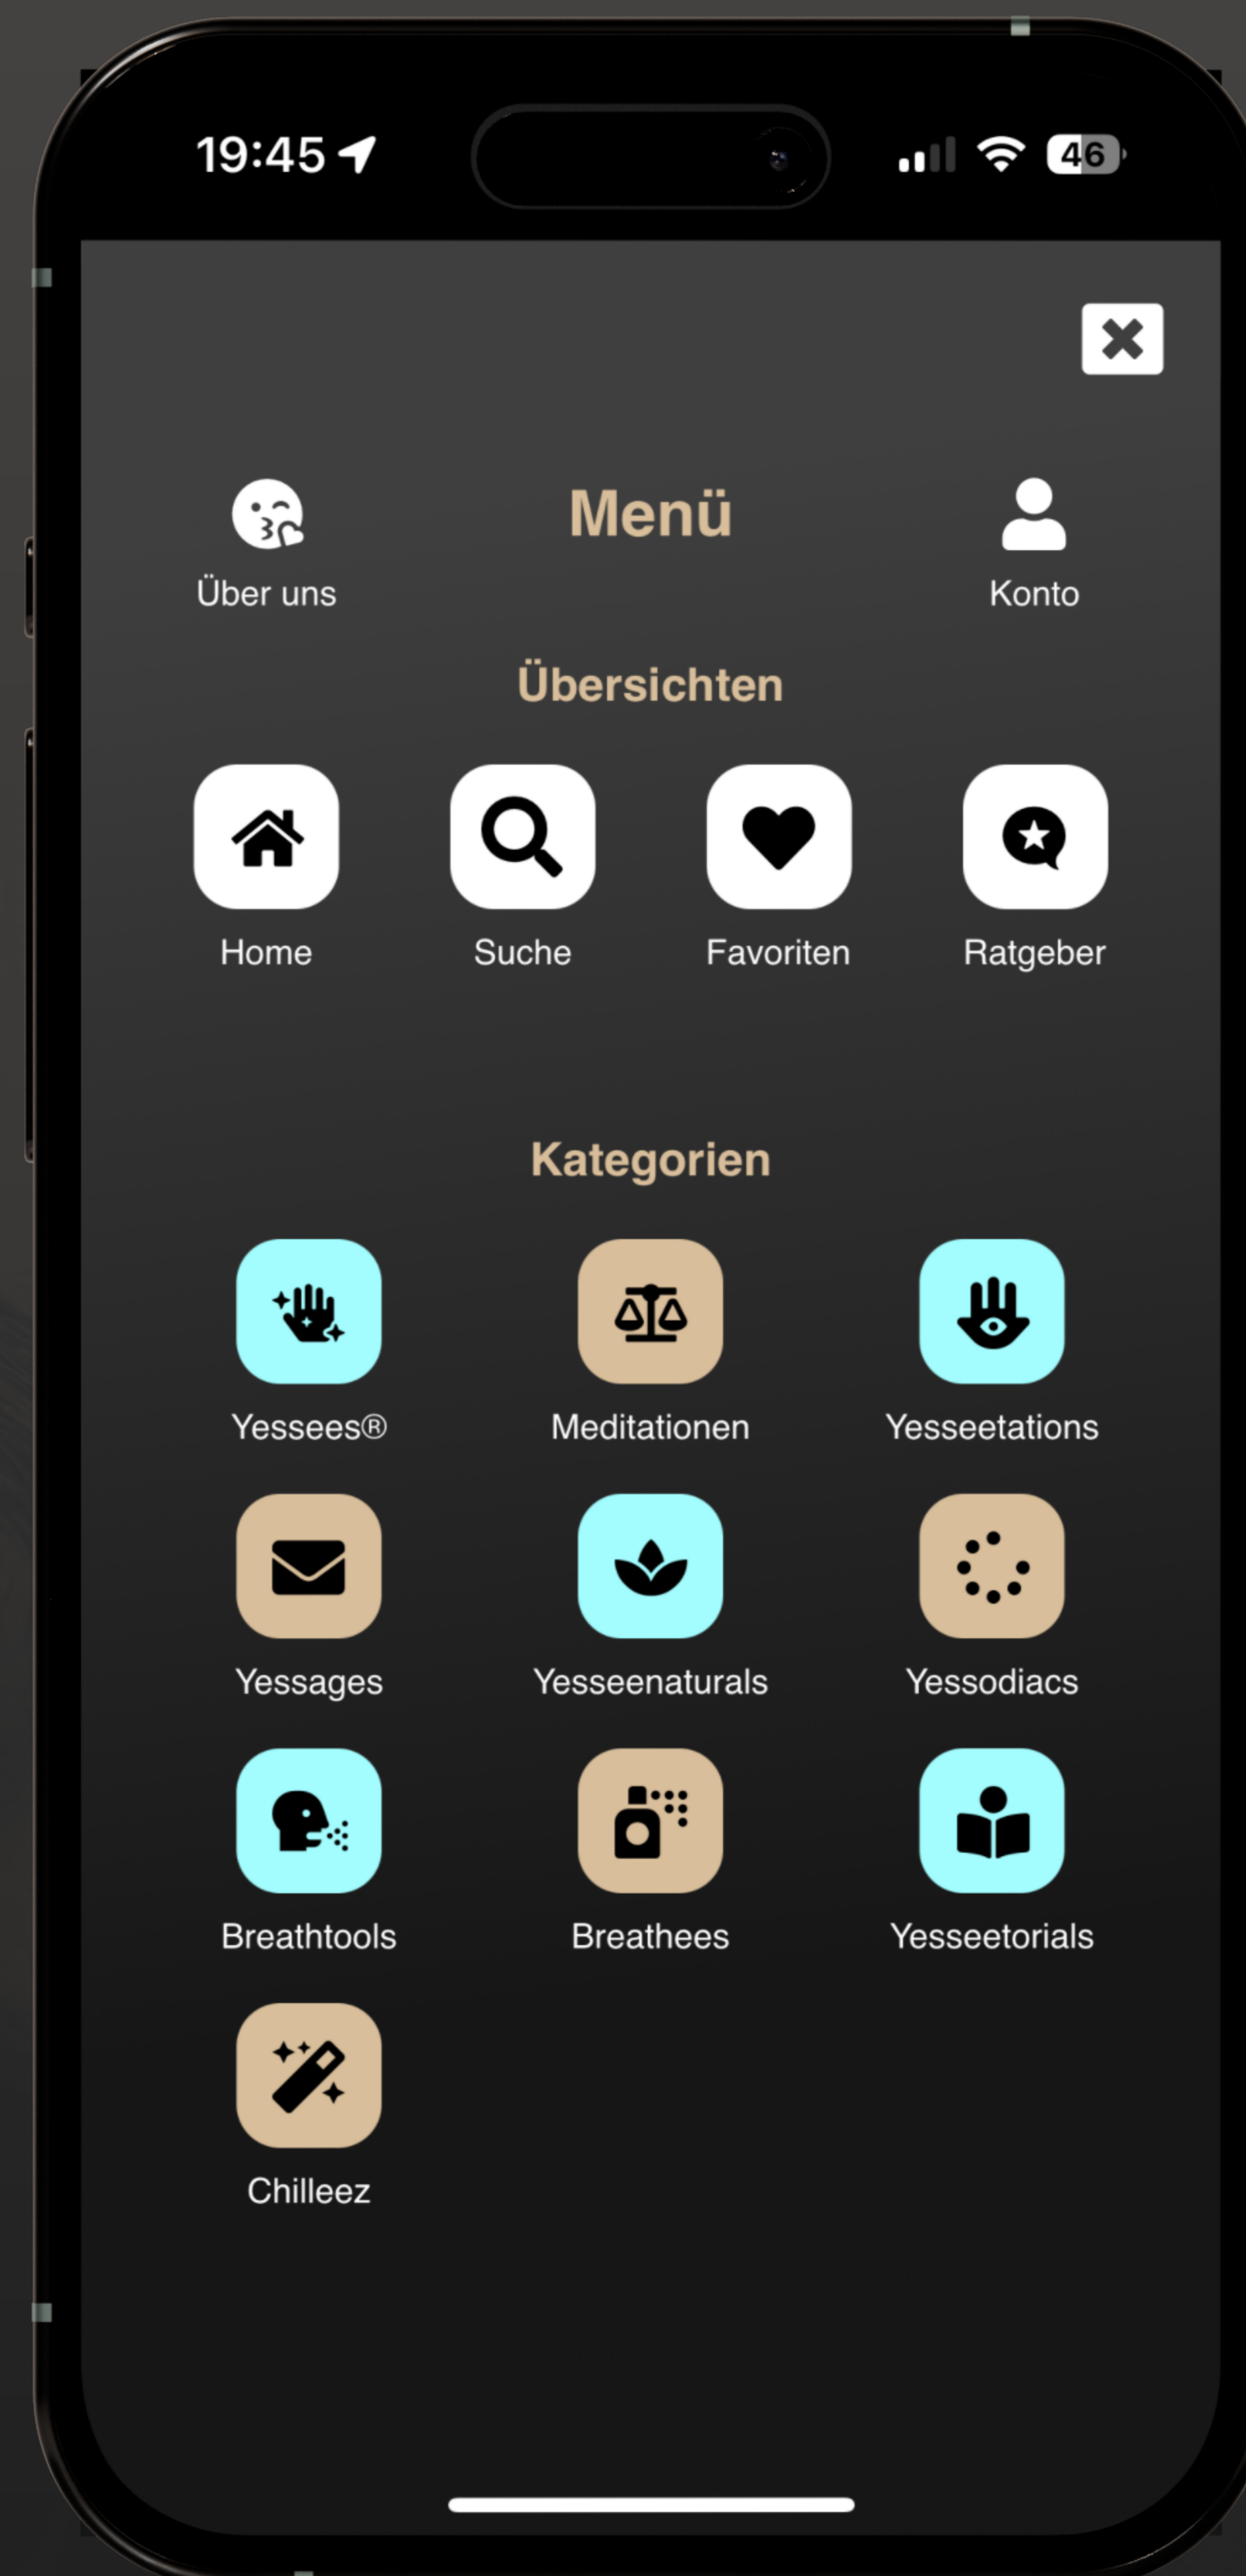 19:45
46
Über uns
Menü
Konto
Übersichten
Home
Suche
Favoriten
Ratgeber
Kategorien
Yessees®
Meditationen
Yesseetations
Yessages
Yesseenaturals
Yessodiacs
Breathtools
Breathees
Yesseetorials
Chilleez